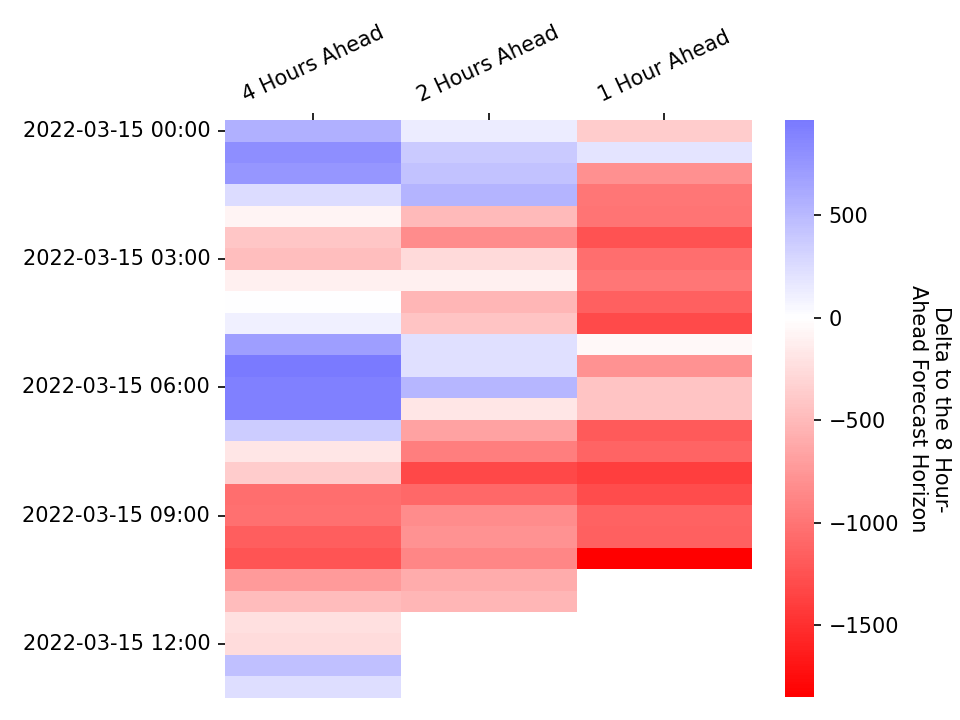 4 Hours Ahead
2 Hours Ahead
1 Hour Ahead
2022-03-15 00:00
2022-03-15 03:00
2022-03-15 06:00
2022-03-15 09:00
2022-03-15 12:00
500
0
−500
−1000
−1500
Delta to the 8 Hour-
Ahead Forecast Horizon